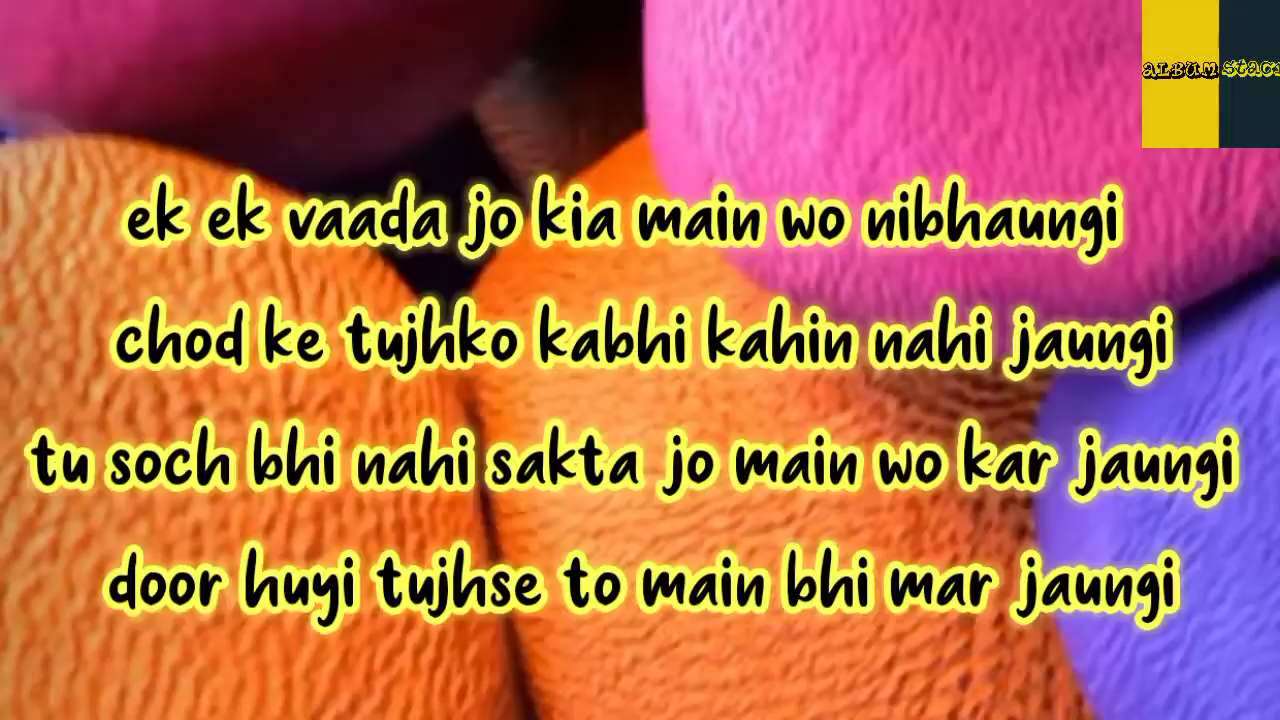 ALBUM
ek ek vaada jo kia main wo nibhaungi
chod ke tujhko kabhi kahin nahi jaungi
tu soch bhi nahi sakta jo main wo kar jaungi
door huyi tujhse to main bhi mar jaungi